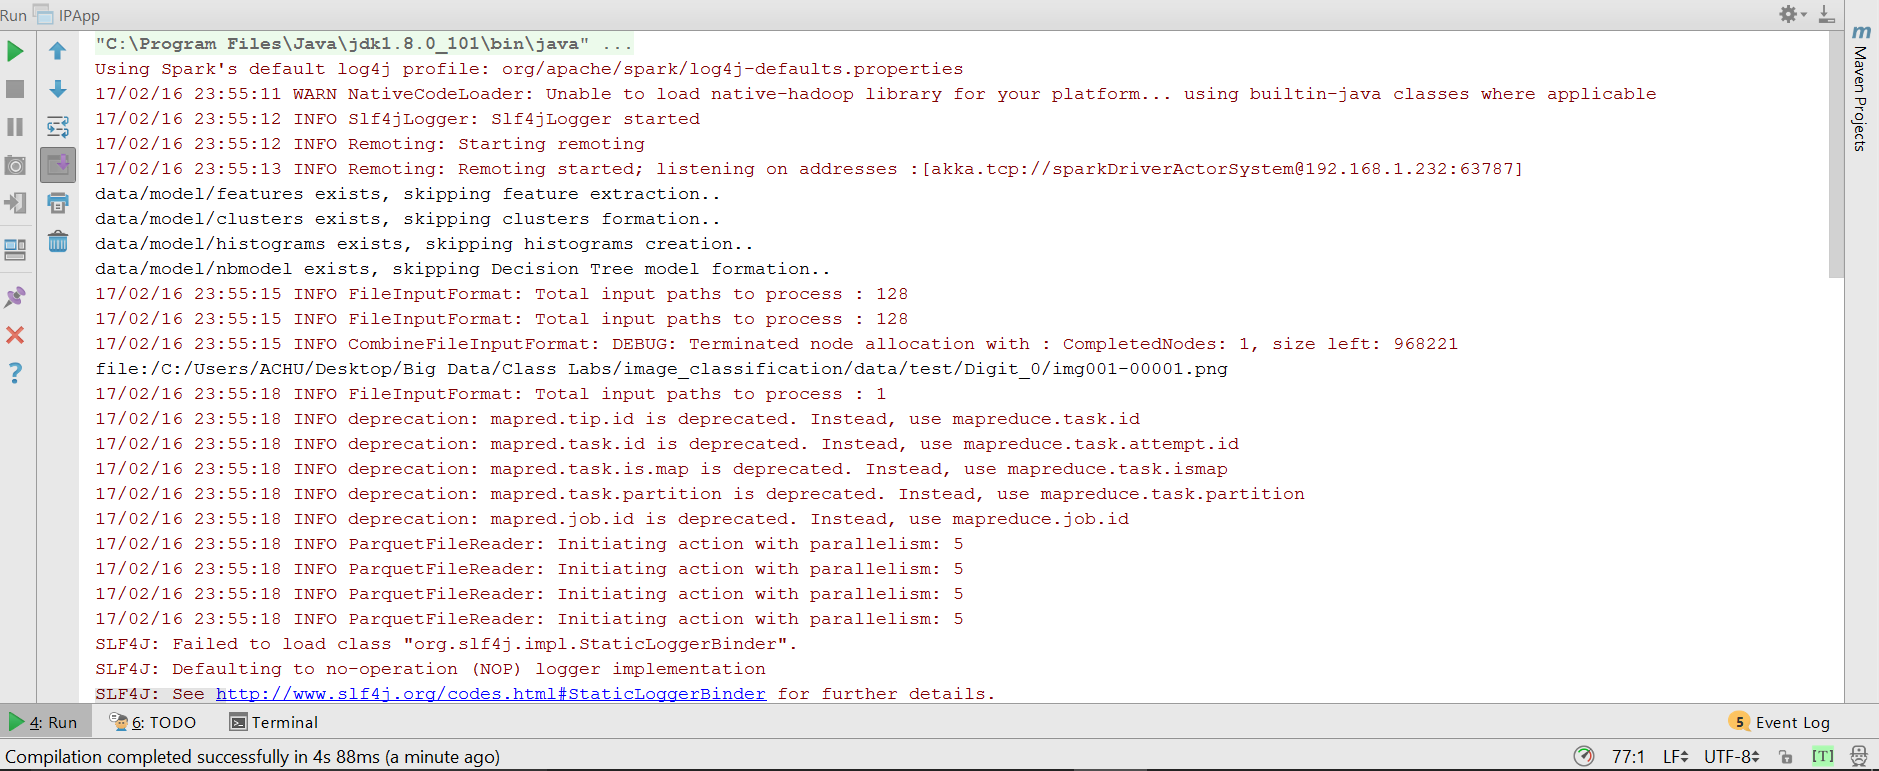 Run IPApp
"C:\Program Files\Java\jdk1.8.0_101\bin\java" ...
Using Spark's default log4j profile: org/apache/spark/log4j-defaults.properties
17/02/16 23:55:11 WARN NativeCodeLoader: Unable to load native-hadoop library for your platform... using builtin-java classes where applicable
17/02/16 23:55:12 INFO Slf4jLogger: Slf4jLogger started
17/02/16 23:55:12 INFO Remoting: Starting remoting
17/02/16 23:55:13 INFO Remoting: Remoting started; listening on addresses :[akka.tcp://sparkDriverActorSystem@192.168.1.232:63787]
data/model/features exists, skipping feature extraction..
data/model/clusters exists, skipping clusters formation..
data/model/histograms exists, skipping histograms creation..
data/model/nbmodel exists, skipping Decision Tree model formation..
17/02/16 23:55:15 INFO FileInputFormat: Total input paths to process : 128
17/02/16 23:55:15 INFO FileInputFormat: Total input paths to process : 128
17/02/16 23:55:15 INFO CombineFileInputFormat: DEBUG: Terminated node allocation with : CompletedNodes: 1, size left: 968221
file:/C:/Users/ACHU/Desktop/Big Data/Class Labs/image_classification/data/test/Digit_0/img001-00001.png
17/02/16 23:55:18 INFO FileInputFormat: Total input paths to process : 1
17/02/16 23:55:18 INFO deprecation: mapred.tip.id is deprecated. Instead, use mapreduce.task.id
17/02/16 23:55:18 INFO deprecation: mapred.task.id is deprecated. Instead, use mapreduce.task.attempt.id
17/02/16 23:55:18 INFO deprecation: mapred.task.is.map is deprecated. Instead, use mapreduce.task.ismap
17/02/16 23:55:18 INFO deprecation: mapred.task.partition is deprecated. Instead, use mapreduce.task.partition
17/02/16 23:55:18 INFO deprecation: mapred.job.id is deprecated. Instead, use mapreduce.job.id
17/02/16 23:55:18 INFO ParquetFileReader: Initiating action with parallelism: 5
17/02/16 23:55:18 INFO ParquetFileReader: Initiating action with parallelism: 5
17/02/16 23:55:18 INFO ParquetFileReader: Initiating action with parallelism: 5
17/02/16 23:55:18 INFO ParquetFileReader: Initiating action with parallelism: 5
SLF4J: Failed to load class "org.slf4j.impl.StaticLoggerBinder".
SLF4J: Defaulting to no-operation (NOP) logger implementation
SLF4J: See http://www.slf4j.org/codes.html#StaticLoggerBinder for further details.
m Maven Projects
4: Run 6: TODO Terminal 5 Event Log
Compilation completed successfully in 4s 88ms (a minute ago) 77:1 LF UTF-8 [T]